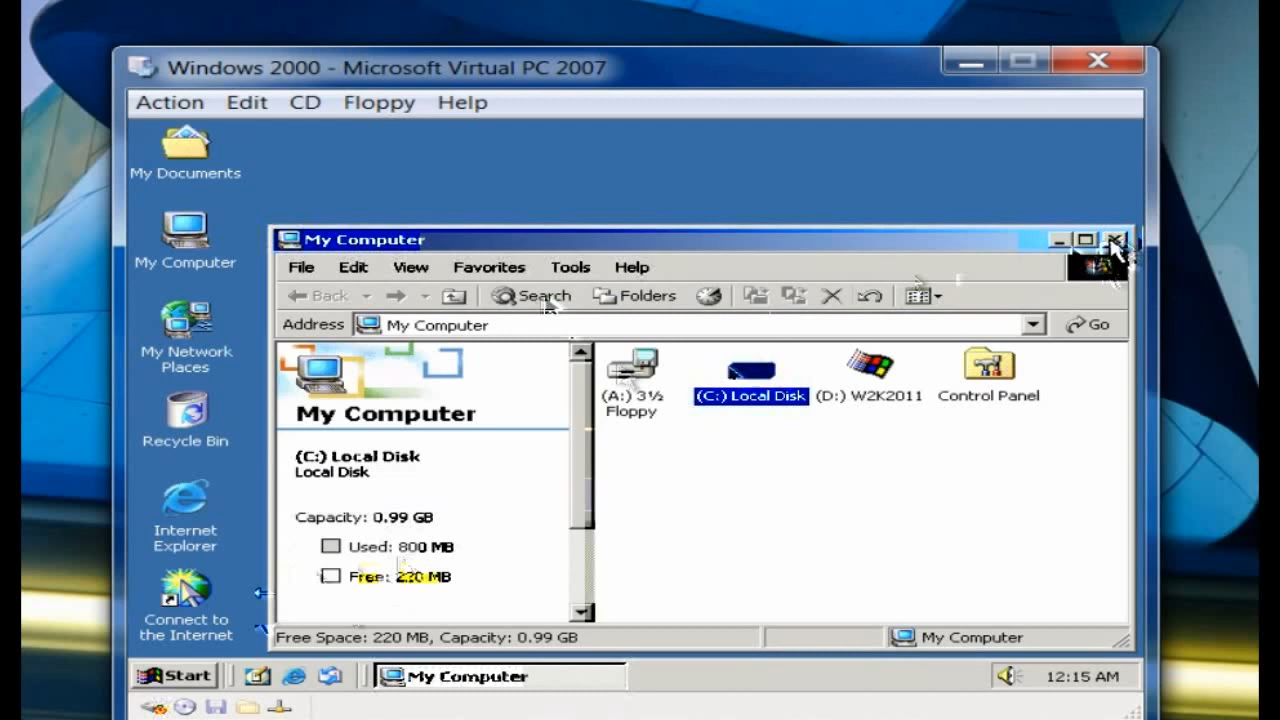 Windows 2000 - Microsoft Virtual PC 2007
Action Edit CD Floppy Help
My Documents
My Computer
My Network
Places
Recycle Bin
Internet
Explorer
Connect to
the Internet
My Computer
File Edit View Favorites Tools Help
Back Search Folders
Address My Computer Go
My Computer
(C:) Local Disk
Local Disk
Capacity: 0.99 GB
Used: 800 MB
Free: 220 MB
(A:) 3½
Floppy
(C:) Local Disk
(D:) W2K2011
Control Panel
Free Space: 220 MB, Capacity: 0.99 GB
My Computer
Start
My Computer
12:15 AM